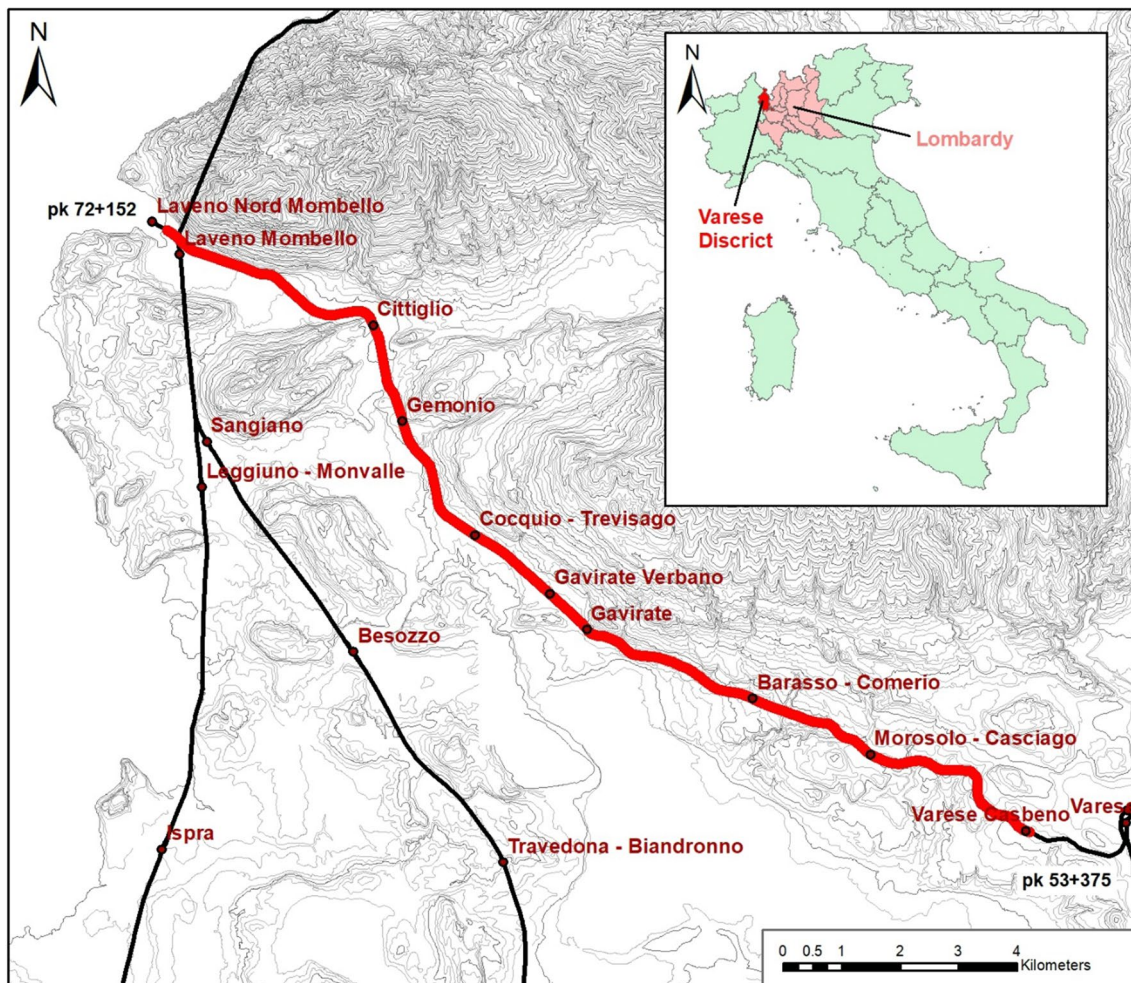 N
N
Lombardy
Varese
Discrict
pk 72+152
Laveno Nord Mombello
Laveno Mombello
Cittiglio
Gemonio
Sangiano
Leggiuno - Monvalle
Cocquio - Trevisago
Gavirate Verbano
Gavirate
Besozzo
Barasso - Comerio
Morosolo - Casciago
Varese Casbeno
Varese
Ispra
Travedona - Biandronno
pk 53+375
0 0.5 1 2 3 4
Kilometers